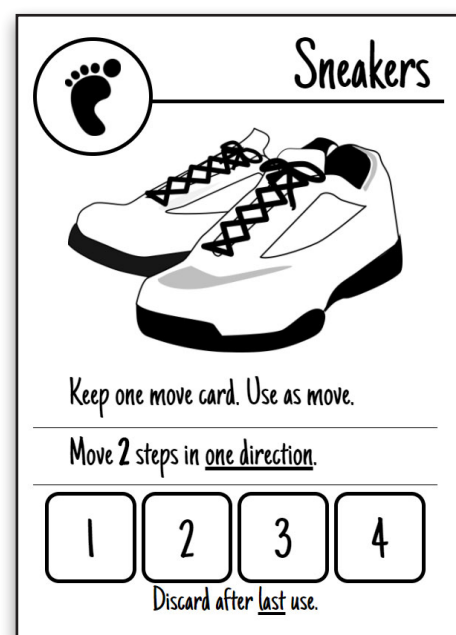 Sneakers
Keep one move card. Use as move.
Move 2 steps in one direction.
1 2 3 4
Discard after last use.